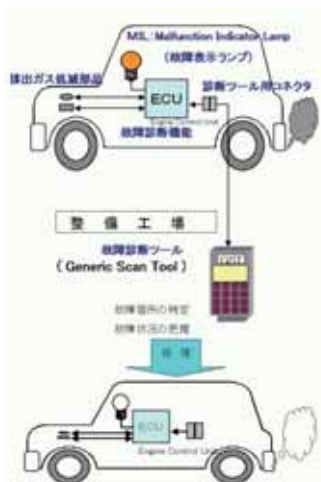 MIL：Malfunction Indicator Lamp
（故障表示ランプ）
排出ガス低減部品
診断ツール用コネクタ
ECU
故障診断機能
Engine Control Unit
整備工場
故障診断ツール
（Generic Scan Tool）
故障箇所の特定
故障状況の把握
修理
ECU
Engine Control Unit